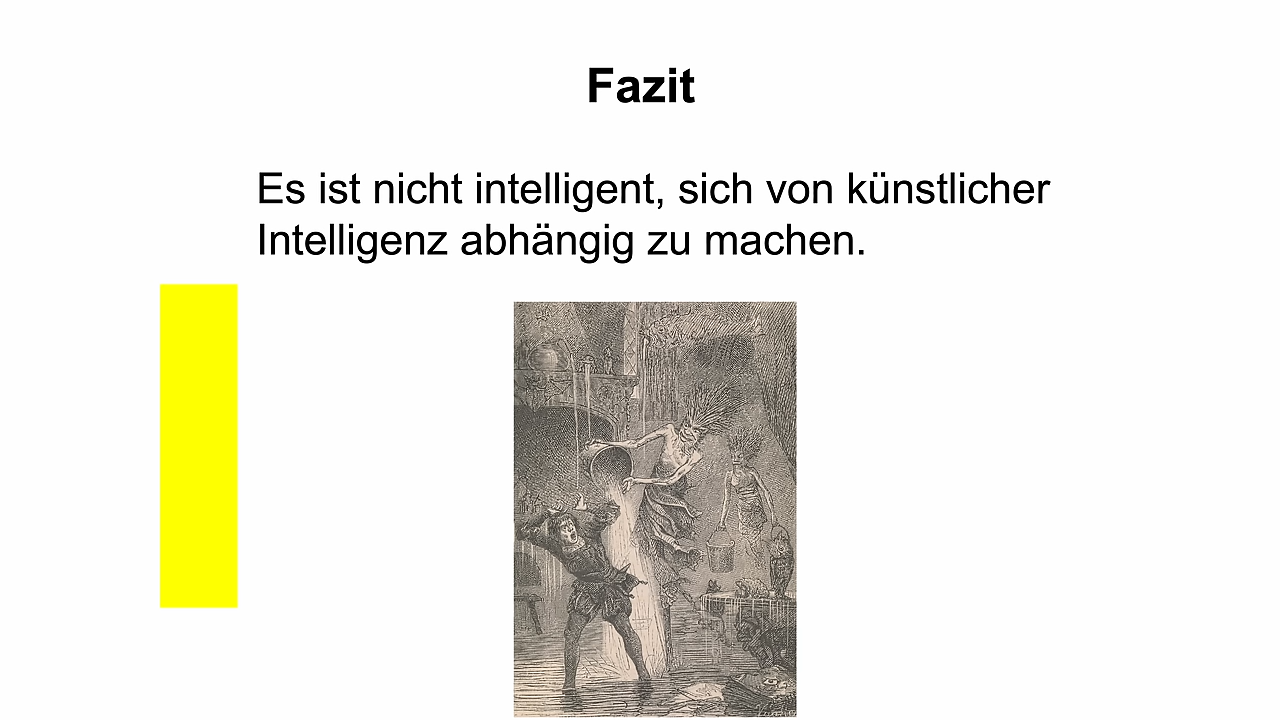 Fazit
Es ist nicht intelligent, sich von künstlicher
Intelligenz abhängig zu machen.